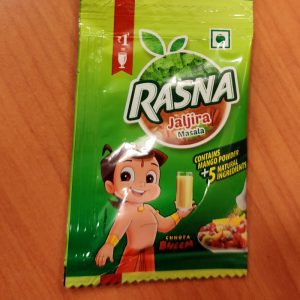 RASNA
Jaljira
Masala
CONTAINS
MANGO POWDER
+5 NATURAL
INGREDIENTS
CHHOTA
BHEEM